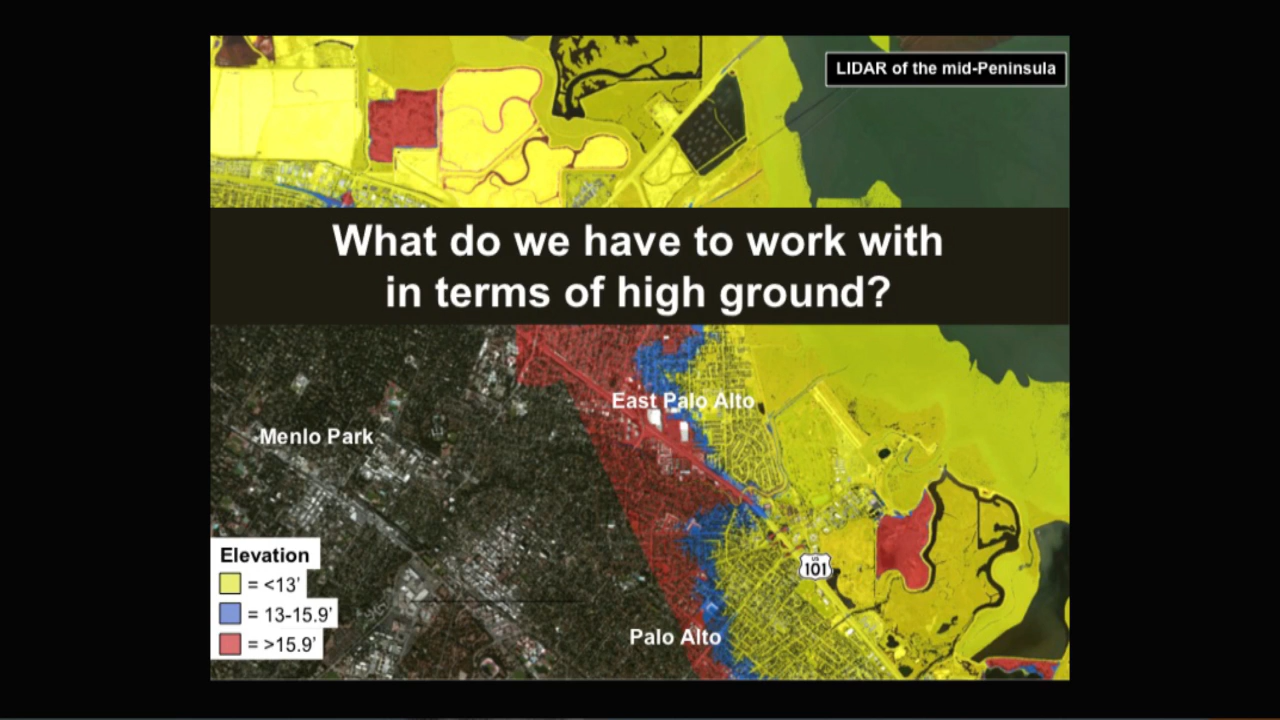 LIDAR of the mid-Peninsula
What do we have to work with
in terms of high ground?
East Palo Alto
Menlo Park
Elevation
= <13'
= 13-15.9'
= >15.9'
US
101
Palo Alto